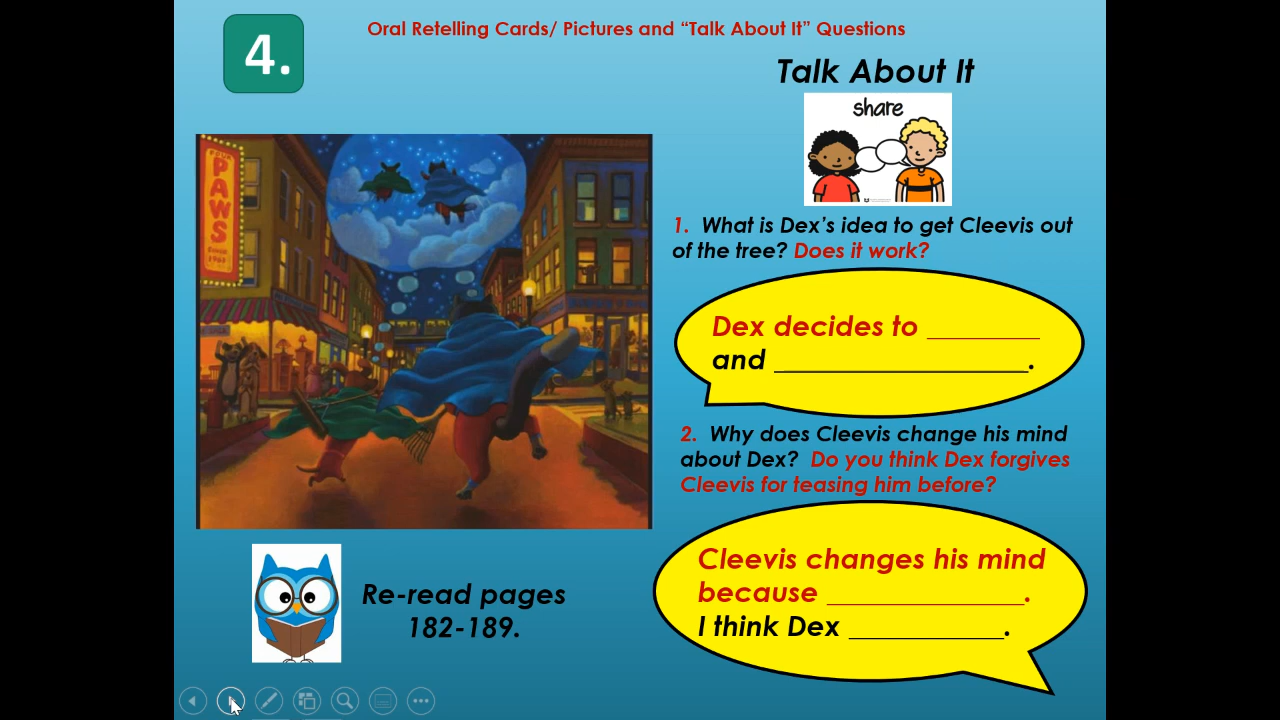 4.
Oral Retelling Cards/ Pictures and “Talk About It” Questions
Talk About It
share
PAWS
Since
1. What is Dex’s idea to get Cleevis out
of the tree? Does it work?
Dex decides to ________
and __________________.
2. Why does Cleevis change his mind
about Dex? Do you think Dex forgives
Cleevis for teasing him before?
Cleevis changes his mind
because ______________.
I think Dex ___________.
Re-read pages
182-189.